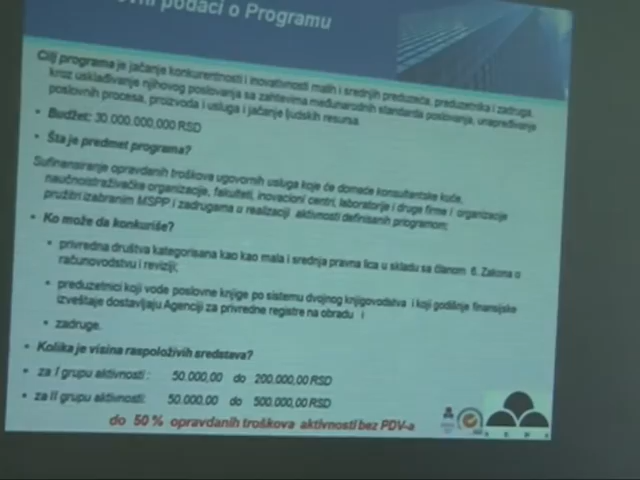 podaci o Programu
Cilj programa je jačanje konkurentnosti i inovativnosti malih i srednjih preduzeća, preduzetnika i zadruga,
kroz usklađivanje njihovog poslovanja sa zahtevima međunarodnih standarda poslovanja, unapređivanje
poslovnih procesa, proizvoda i usluga i jačanje ljudskih resursa.
• Budžet: 30.000.000,000 RSD
• Šta je predmet programa?
Sufinansiranje opravdanih troškova ugovornih usluga koje će domaće konsultantske kuće,
naučnoistraživačke organizacije, fakulteti, inovacioni centri, laboratorije i druge firme i organizacije
pružiti izabranim MSPP i zadrugama u realizaciji aktivnosti definisanih programom;
• Ko može da konkuriše?
• privredna društva kategorisana kao kao mala i srednja pravna lica u skladu sa članom 6. Zakona o
računovodstvu i reviziji;
• preduzetnici koji vode poslovne knjige po sistemu dvojnog knjigovodstva i koji godišnje finansijske
izveštaje dostavljaju Agenciji za privredne registre na obradu i
• zadruge.
• Kolika je visina raspoloživih sredstava?
• za I grupu aktivnosti : 50.000,00 do 200.000,00 RSD
• za II grupu aktivnosti: 50.000,00 do 500.000,00 RSD
do 50 % opravdanih troškova aktivnosti bez PDV-a